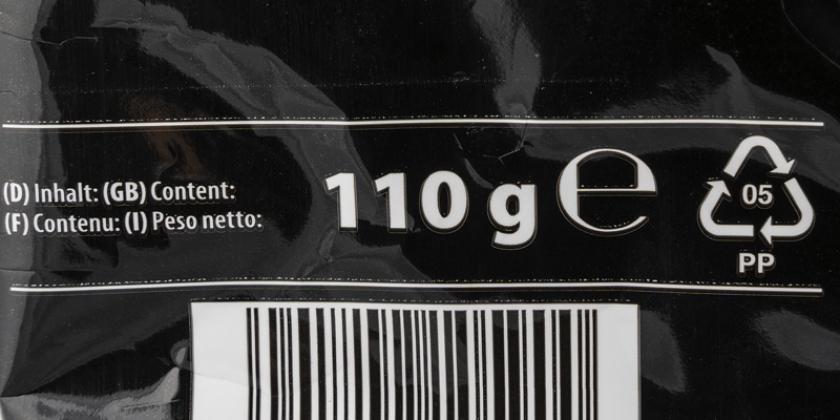 (D) Inhalt: (GB) Content:
(F) Contenu: (I) Peso netto:
110 g ℮
05
PP